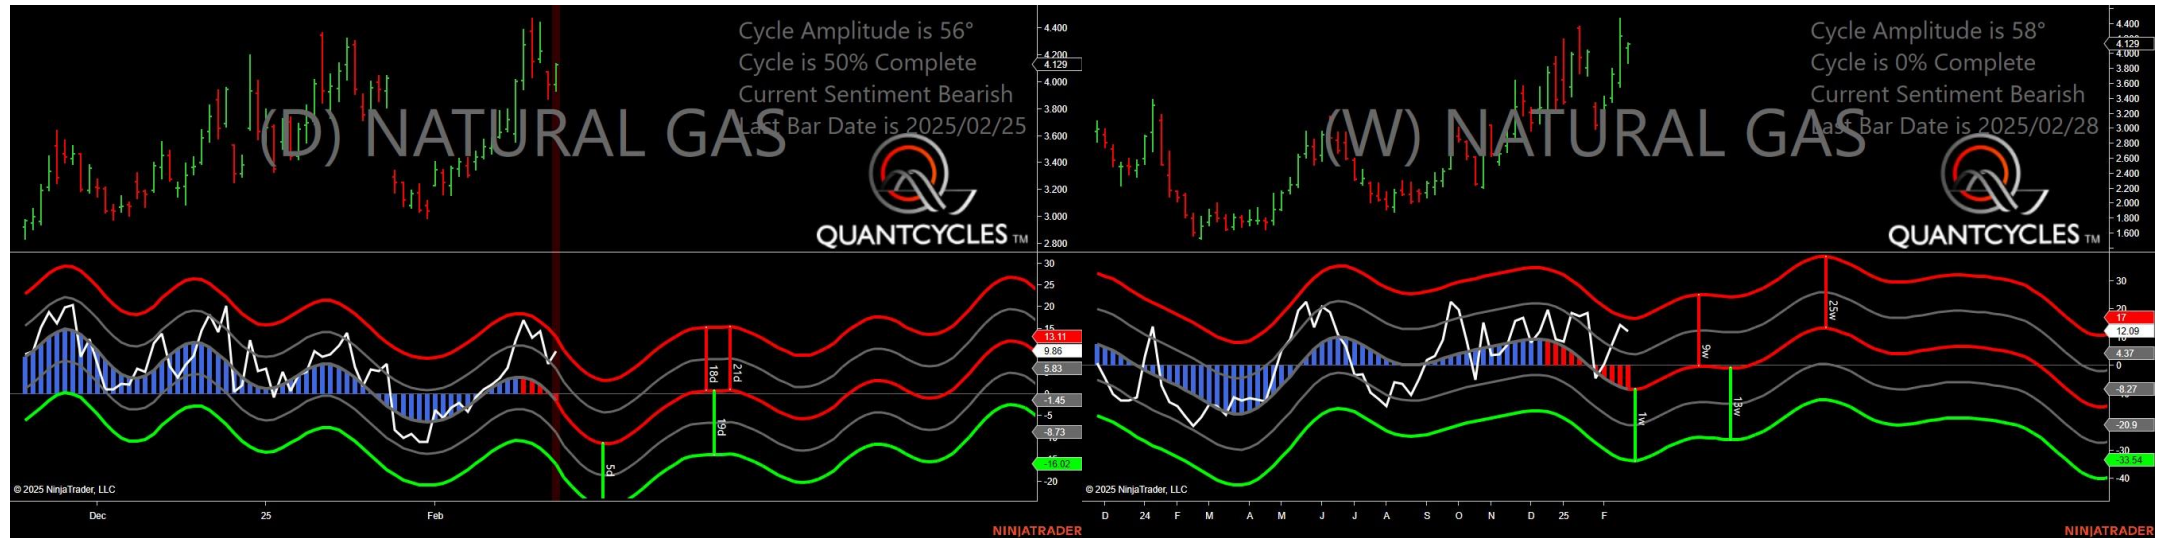 Cycle Amplitude is 56°
Cycle is 50% Complete
Current Sentiment Bearish
Last Bar Date is 2025/02/25
(D) NATURAL GAS
QUANTCYCLES TM
4.400
4.200
4.129
4.000
3.800
3.600
3.400
3.200
3.000
2.800
30
25
20
15
13.11
9.86
5.83
0
-1.45
-5
-8.73
-16.02
-20
18d
21d
19d
5d
© 2025 NinjaTrader, LLC
Dec
25
Feb
NINJATRADER
Cycle Amplitude is 58°
Cycle is 0% Complete
Current Sentiment Bearish
Last Bar Date is 2025/02/28
(W) NATURAL GAS
QUANTCYCLES TM
4.400
4.129
4.000
3.800
3.600
3.400
3.200
3.000
2.800
2.600
2.400
2.200
2.000
1.800
1.600
30
20
17
12.09
10
4.37
0
-8.27
-20.9
-30
-33.54
-40
25w
9w
13w
1w
© 2025 NinjaTrader, LLC
D 24 F M A M J J A S O N D 25 F
NINJATRADER